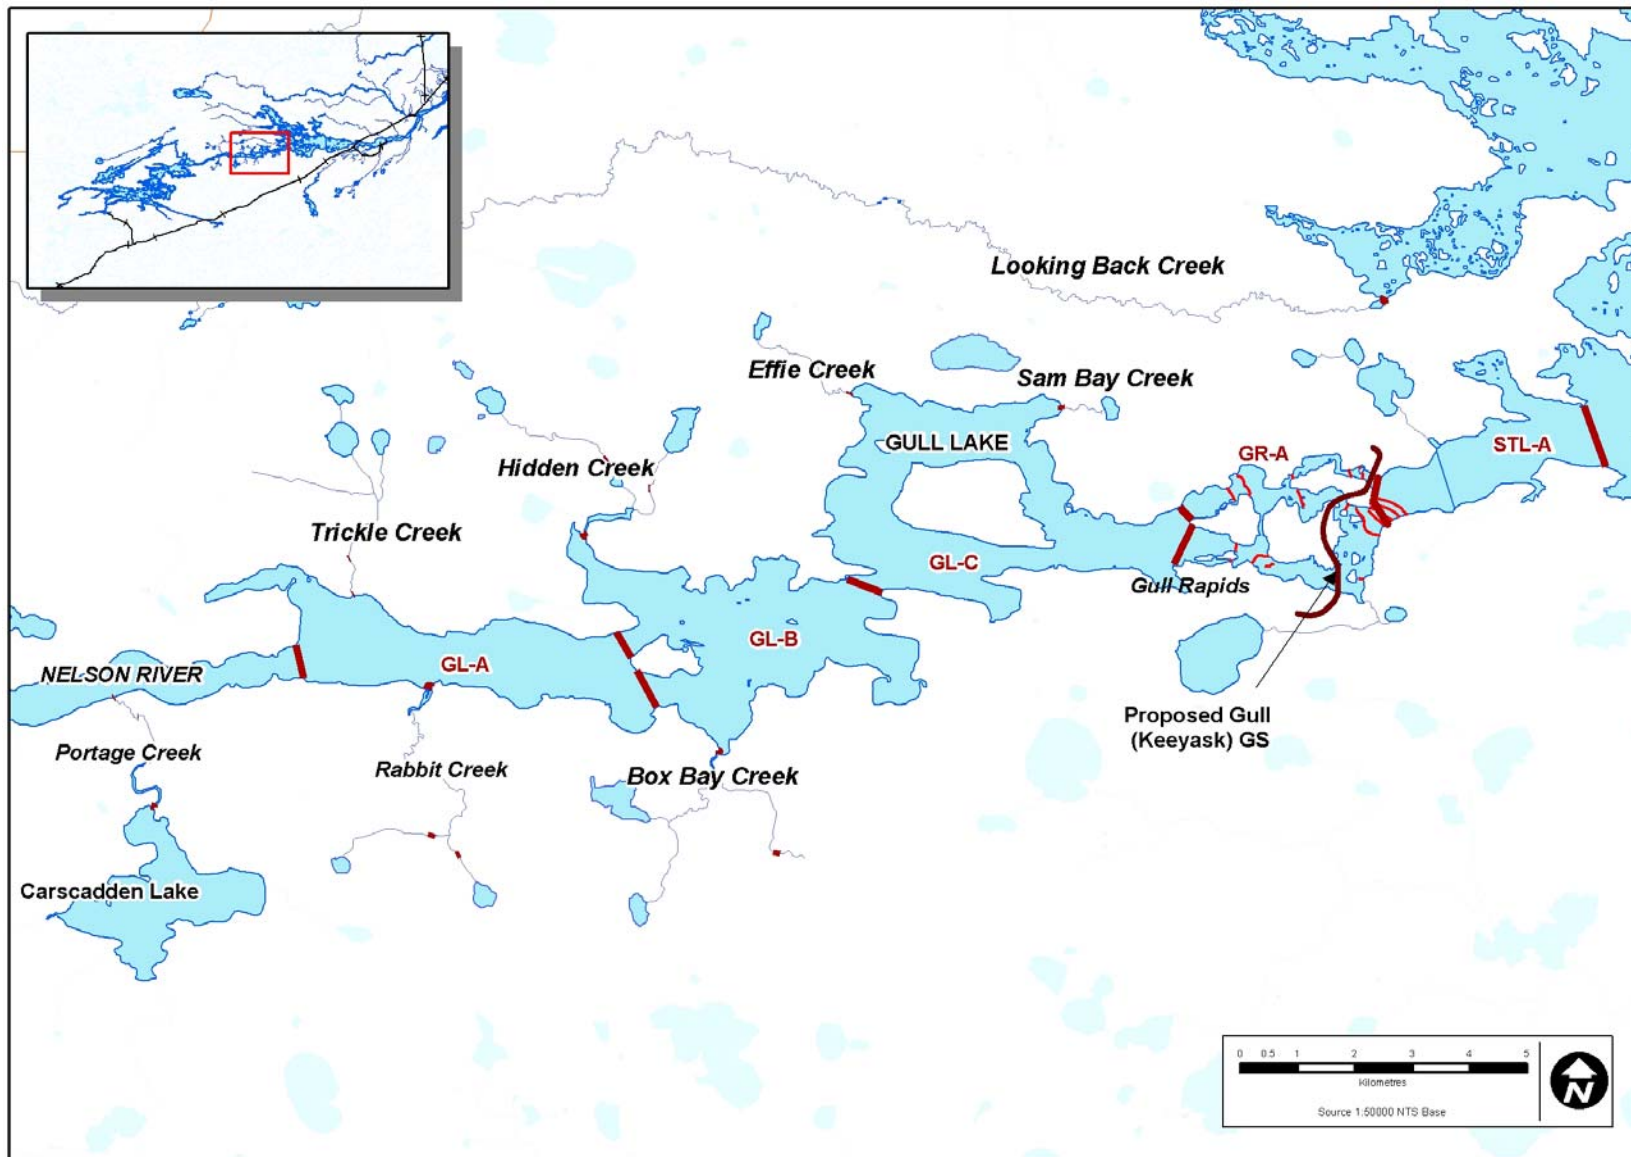 Looking Back Creek
Effie Creek
Sam Bay Creek
GULL LAKE
STL-A
GR-A
Hidden Creek
Trickle Creek
GL-C
Gull Rapids
GL-B
GL-A
NELSON RIVER
Proposed Gull
(Keeyask) GS
Portage Creek
Rabbit Creek
Box Bay Creek
Carscadden Lake
0 0.5 1 2 3 4 5
Kilometres
N
Source 1:50000 NTS Base